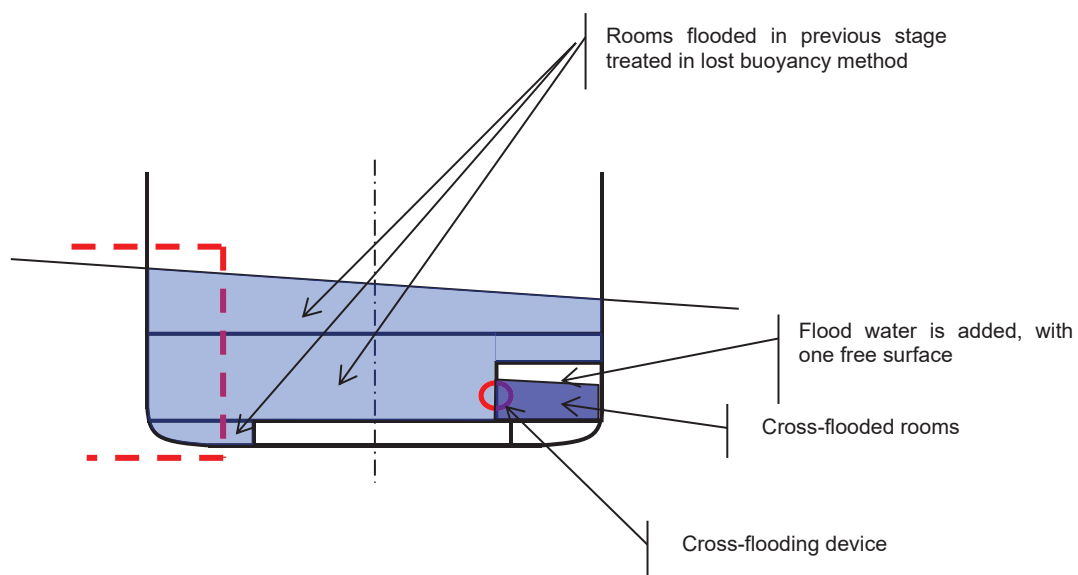 Rooms flooded in previous stage
treated in lost buoyancy method
Flood water is added, with
one free surface
Cross-flooded rooms
Cross-flooding device